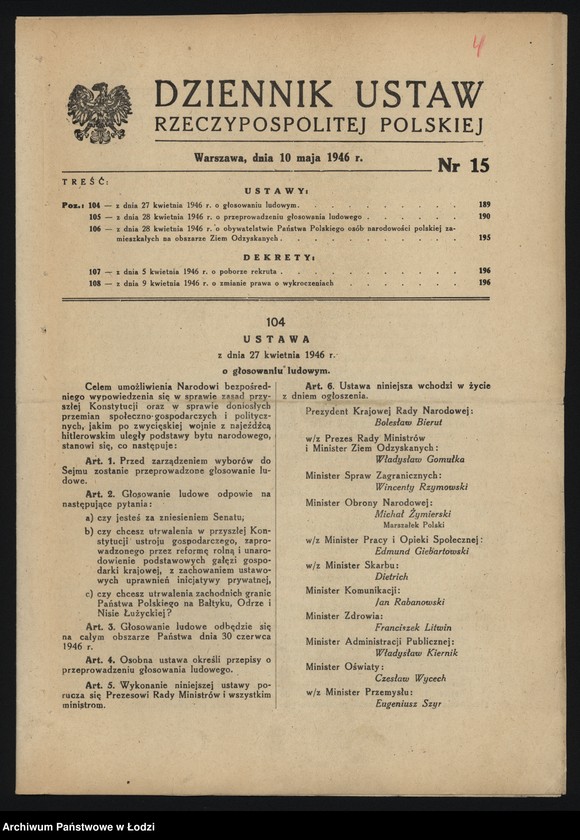 4
DZIENNIK USTAW
RZECZYPOSPOLITEJ POLSKIEJ
Warszawa, dnia 10 maja 1946 r.
Nr 15
TREŚĆ:
USTAWY:
Poz.: 104 — z dnia 27 kwietnia 1946 r. o głosowaniu ludowym. . . . . . . . . . 189
105 — z dnia 28 kwietnia 1946 r. o przeprowadzeniu głosowania ludowego . . . . . . 190
106 — z dnia 28 kwietnia 1946 r. o obywatelstwie Państwa Polskiego osób narodowości polskiej za-
mieszkałych na obszarze Ziem Odzyskanych . . . . . . . . . . 195
DEKRETY:
107 — z dnia 5 kwietnia 1946 r. o poborze rekruta . . . . . . . . . . 196
108 — z dnia 9 kwietnia 1946 r. o zmianie prawa o wykroczeniach . . . . . . . 196
104
USTAWA
z dnia 27 kwietnia 1946 r.
o głosowaniu ludowym.
Celem umożliwienia Narodowi bezpośred-
niego wypowiedzenia się w sprawie zasad przy-
szłej Konstytucji oraz w sprawie doniosłych
przemian społeczno-gospodarczych i politycz-
nych, jakim po zwycięskiej wojnie z najeźdźcą
hitlerowskim uległy podstawy bytu narodowego,
stanowi się, co następuje:
Art. 1. Przed zarządzeniem wyborów do
Sejmu zostanie przeprowadzone głosowanie lu-
dowe.
Art. 2. Głosowanie ludowe odpowie na
następujące pytania:
a) czy jesteś za zniesieniem Senatu,
b) czy chcesz utrwalenia w przyszłej Kon-
stytucji ustroju gospodarczego, zapro-
wadzonego przez reformę rolną i unaro-
dowienie podstawowych gałęzi gospo-
darki krajowej, z zachowaniem ustawo-
wych uprawnień inicjatywy prywatnej,
c) czy chcesz utrwalenia zachodnich granic
Państwa Polskiego na Bałtyku, Odrze i
Nisie Łużyckiej?
Art. 3. Głosowanie ludowe odbędzie się
na całym obszarze Państwa dnia 30 czerwca
1946 r.
Art. 4. Osobna ustawa określi przepisy o
przeprowadzeniu głosowania ludowego.
Art. 5. Wykonanie niniejszej ustawy po-
rucza się Prezesowi Rady Ministrów i wszystkim
ministrom.
Art. 6. Ustawa niniejsza wchodzi w życie
z dniem ogłoszenia.
Prezydent Krajowej Rady Narodowej:
Bolesław Bierut
w/z Prezes Rady Ministrów
i Minister Ziem Odzyskanych:
Władysław Gomułka
Minister Spraw Zagranicznych:
Wincenty Rzymowski
Minister Obrony Narodowej:
Michał Żymierski
Marszałek Polski
w/z Minister Pracy i Opieki Społecznej:
Edmund Giebartowski
w/z Minister Skarbu:
Dietrich
Minister Komunikacji:
Jan Rabanowski
Minister Zdrowia:
Franciszek Litwin
Minister Administracji Publicznej:
Władysław Kiernik
Minister Oświaty:
Czesław Wycech
w/z Minister Przemysłu:
Eugeniusz Szyr
Archiwum Państwowe w Łodzi